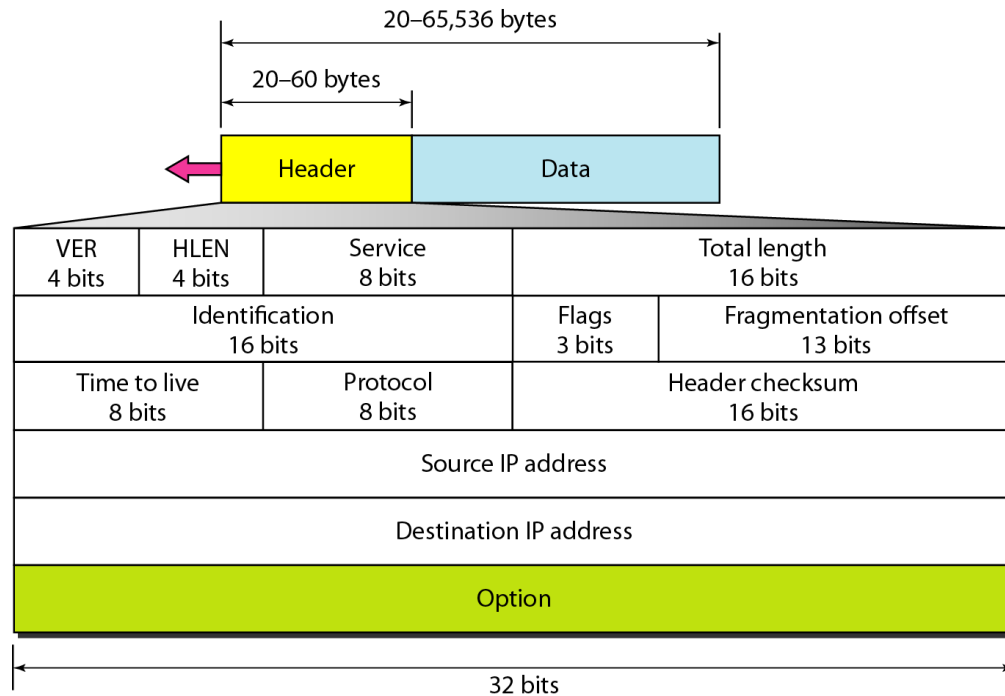 20–65,536 bytes
20–60 bytes
Header
Data
VER
4 bits
HLEN
4 bits
Service
8 bits
Total length
16 bits
Identification
16 bits
Flags
3 bits
Fragmentation offset
13 bits
Time to live
8 bits
Protocol
8 bits
Header checksum
16 bits
Source IP address
Destination IP address
Option
32 bits